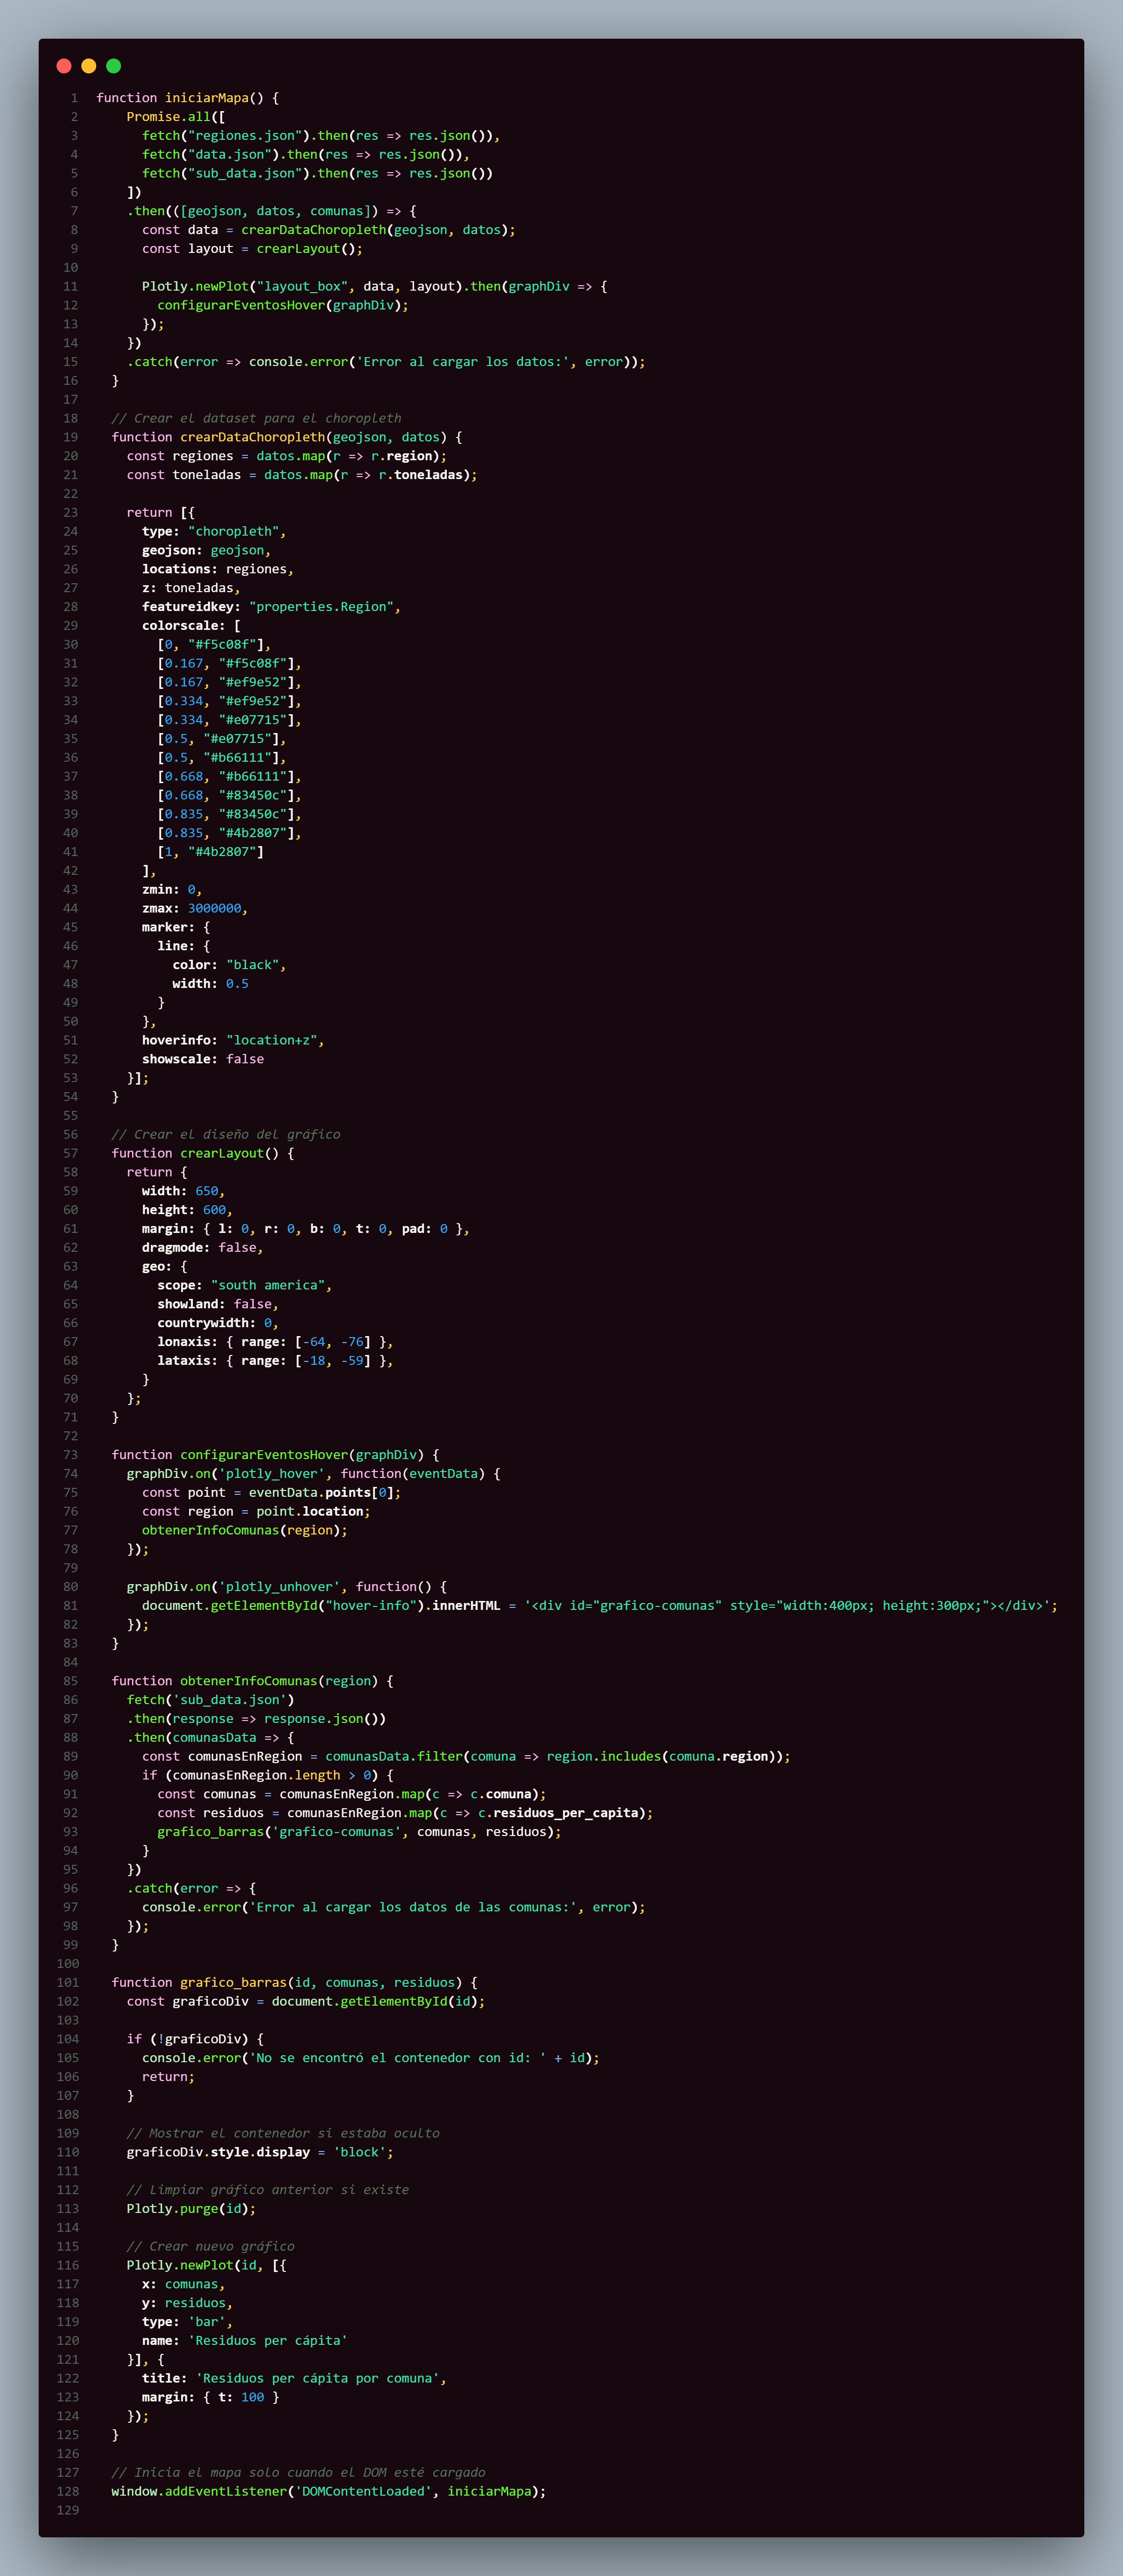 1 function iniciarMapa() {
2     Promise.all([
3       fetch("regiones.json").then(res => res.json()),
4       fetch("data.json").then(res => res.json()),
5       fetch("sub_data.json").then(res => res.json())
6     ])
7     .then(([geojson, datos, comunas]) => {
8       const data = crearDataChoropleth(geojson, datos);
9       const layout = crearLayout();
10
11       Plotly.newPlot("layout_box", data, layout).then(graphDiv => {
12         configurarEventosHover(graphDiv);
13       });
14     })
15     .catch(error => console.error('Error al cargar los datos:', error));
16   }
17
18   // Crear el dataset para el choropleth
19   function crearDataChoropleth(geojson, datos) {
20     const regiones = datos.map(r => r.region);
21     const toneladas = datos.map(r => r.toneladas);
22
23     return [{
24       type: "choropleth",
25       geojson: geojson,
26       locations: regiones,
27       z: toneladas,
28       featureidkey: "properties.Region",
29       colorscale: [
30         [0, "#f5c08f"],
31         [0.167, "#f5c08f"],
32         [0.167, "#ef9e52"],
33         [0.334, "#ef9e52"],
34         [0.334, "#e07715"],
35         [0.5, "#e07715"],
36         [0.5, "#b66111"],
37         [0.668, "#b66111"],
38         [0.668, "#83450c"],
39         [0.835, "#83450c"],
40         [0.835, "#4b2807"],
41         [1, "#4b2807"]
42       ],
43       zmin: 0,
44       zmax: 3000000,
45       marker: {
46         line: {
47           color: "black",
48           width: 0.5
49         }
50       },
51       hoverinfo: "location+z",
52       showscale: false
53     }];
54   }
55
56   // Crear el diseño del gráfico
57   function crearLayout() {
58     return {
59       width: 650,
60       height: 600,
61       margin: { l: 0, r: 0, b: 0, t: 0, pad: 0 },
62       dragmode: false,
63       geo: {
64         scope: "south america",
65         showland: false,
66         countrywidth: 0,
67         lonaxis: { range: [-64, -76] },
68         lataxis: { range: [-18, -59] },
69       }
70     };
71   }
72
73   function configurarEventosHover(graphDiv) {
74     graphDiv.on('plotly_hover', function(eventData) {
75       const point = eventData.points[0];
76       const region = point.location;
77       obtenerInfoComunas(region);
78     });
79
80     graphDiv.on('plotly_unhover', function() {
81       document.getElementById("hover-info").innerHTML = '<div id="grafico-comunas" style="width:400px; height:300px;"></div>';
82     });
83   }
84
85   function obtenerInfoComunas(region) {
86     fetch('sub_data.json')
87     .then(response => response.json())
88     .then(comunasData => {
89       const comunasEnRegion = comunasData.filter(comuna => region.includes(comuna.region));
90       if (comunasEnRegion.length > 0) {
91         const comunas = comunasEnRegion.map(c => c.comuna);
92         const residuos = comunasEnRegion.map(c => c.residuos_per_capita);
93         grafico_barras('grafico-comunas', comunas, residuos);
94       }
95     })
96     .catch(error => {
97       console.error('Error al cargar los datos de las comunas:', error);
98     });
99   }
100
101   function grafico_barras(id, comunas, residuos) {
102     const graficoDiv = document.getElementById(id);
103
104     if (!graficoDiv) {
105       console.error('No se encontró el contenedor con id: ' + id);
106       return;
107     }
108
109     // Mostrar el contenedor si estaba oculto
110     graficoDiv.style.display = 'block';
111
112     // Limpiar gráfico anterior si existe
113     Plotly.purge(id);
114
115     // Crear nuevo gráfico
116     Plotly.newPlot(id, [{
117       x: comunas,
118       y: residuos,
119       type: 'bar',
120       name: 'Residuos per cápita'
121     }], {
122       title: 'Residuos per cápita por comuna',
123       margin: { t: 100 }
124     });
125   }
126
127   // Inicia el mapa solo cuando el DOM esté cargado
128   window.addEventListener('DOMContentLoaded', iniciarMapa);
129